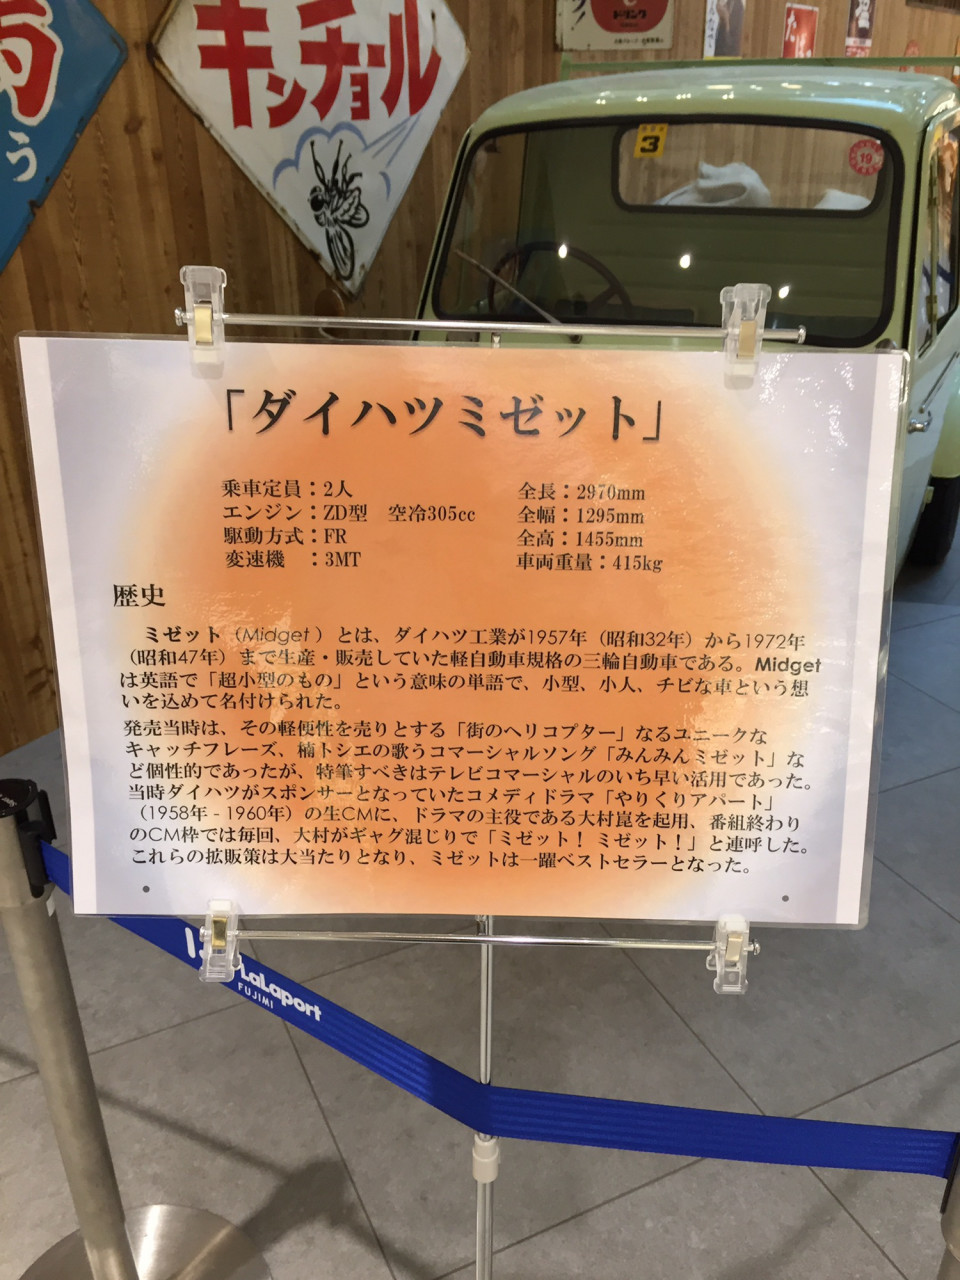 キンチョール
う
ドリンク
3
19
「ダイハツミゼット」
乗車定員：2人
エンジン：ZD型　空冷305cc
駆動方式：FR
変速機　：3MT
全長：2970mm
全幅：1295mm
全高：1455mm
車両重量：415kg
歴史
ミゼット（Midget ）とは、ダイハツ工業が1957年（昭和32年）から1972年
（昭和47年）まで生産・販売していた軽自動車規格の三輪自動車である。Midget
は英語で「超小型のもの」という意味の単語で、小型、小人、チビな車という想
いを込めて名付けられた。
発売当時は、その軽便性を売りとする「街のヘリコプター」なるユニークな
キャッチフレーズ、楠トシエの歌うコマーシャルソング「みんみんミゼット」な
ど個性的であったが、特筆すべきはテレビコマーシャルのいち早い活用であった。
当時ダイハツがスポンサーとなっていたコメディドラマ「やりくりアパート」
（1958年 - 1960年）の生CMに、ドラマの主役である大村崑を起用、番組終わり
のCM枠では毎回、大村がギャグ混じりで「ミゼット！ ミゼット！」と連呼した。
これらの拡販策は大当たりとなり、ミゼットは一躍ベストセラーとなった。
LaLaport
FUJIMI